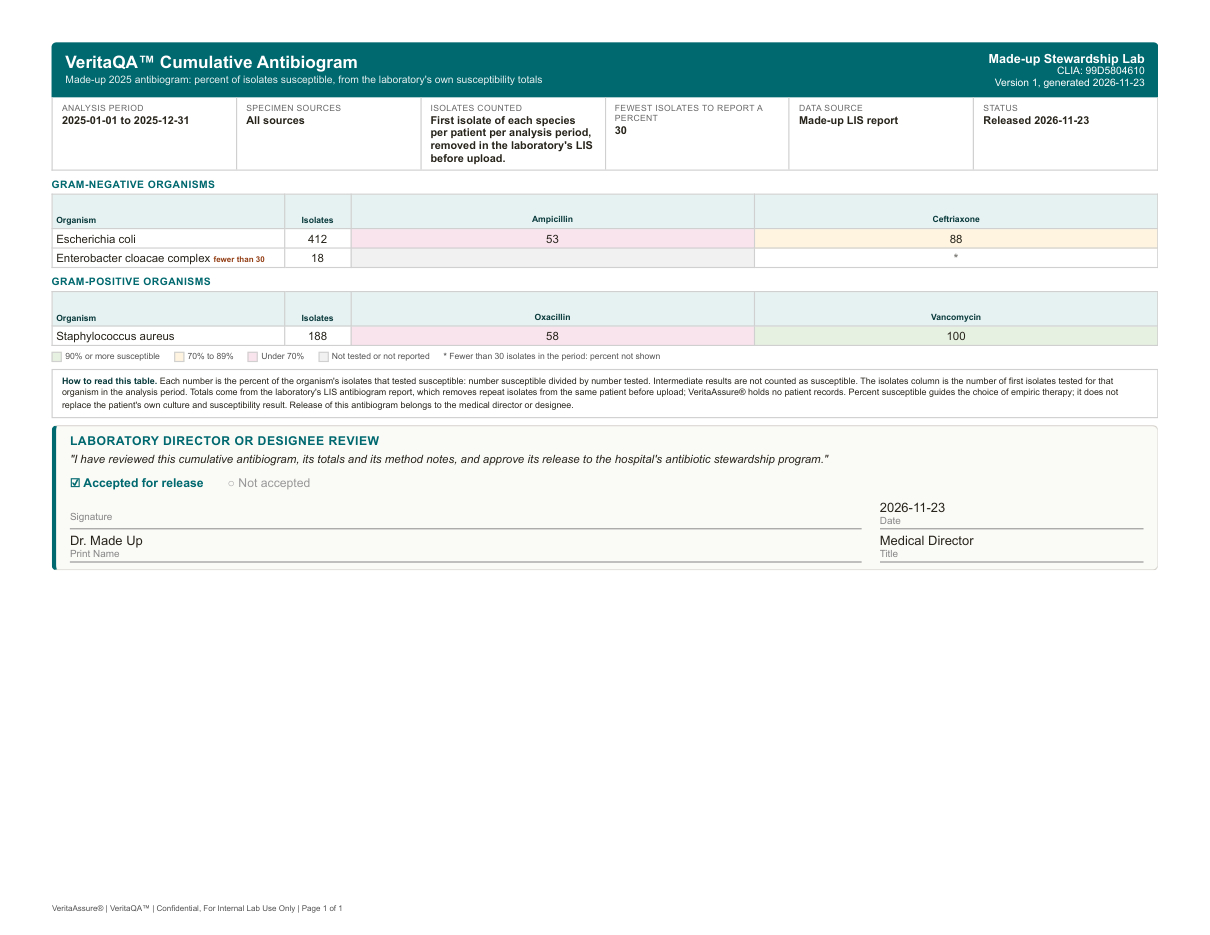 VeritaQA™ Cumulative Antibiogram
Made-up 2025 antibiogram: percent of isolates susceptible, from the laboratory's own susceptibility totals
Made-up Stewardship Lab
CLIA: 99D5804610
Version 1, generated 2026-11-23
ANALYSIS PERIOD
2025-01-01 to 2025-12-31
SPECIMEN SOURCES
All sources
ISOLATES COUNTED
First isolate of each species
per patient per analysis period,
removed in the laboratory's LIS
before upload.
FEWEST ISOLATES TO REPORT A
PERCENT
30
DATA SOURCE
Made-up LIS report
STATUS
Released 2026-11-23
GRAM-NEGATIVE ORGANISMS
Organism Isolates Ampicillin Ceftriaxone
Escherichia coli 412 53 88
Enterobacter cloacae complex fewer than 30 18 *
GRAM-POSITIVE ORGANISMS
Organism Isolates Oxacillin Vancomycin
Staphylococcus aureus 188 58 100
90% or more susceptible 70% to 89% Under 70% Not tested or not reported * Fewer than 30 isolates in the period: percent not shown
How to read this table. Each number is the percent of the organism's isolates that tested susceptible: number susceptible divided by number tested. Intermediate results are not counted as susceptible. The isolates column is the number of first isolates tested for that
organism in the analysis period. Totals come from the laboratory's LIS antibiogram report, which removes repeat isolates from the same patient before upload; VeritaAssure® holds no patient records. Percent susceptible guides the choice of empiric therapy; it does not
replace the patient's own culture and susceptibility result. Release of this antibiogram belongs to the medical director or designee.
LABORATORY DIRECTOR OR DESIGNEE REVIEW
"I have reviewed this cumulative antibiogram, its totals and its method notes, and approve its release to the hospital's antibiotic stewardship program."
☑ Accepted for release ○ Not accepted
Signature
2026-11-23
Date
Dr. Made Up
Print Name
Medical Director
Title
VeritaAssure® | VeritaQA™ | Confidential, For Internal Lab Use Only | Page 1 of 1